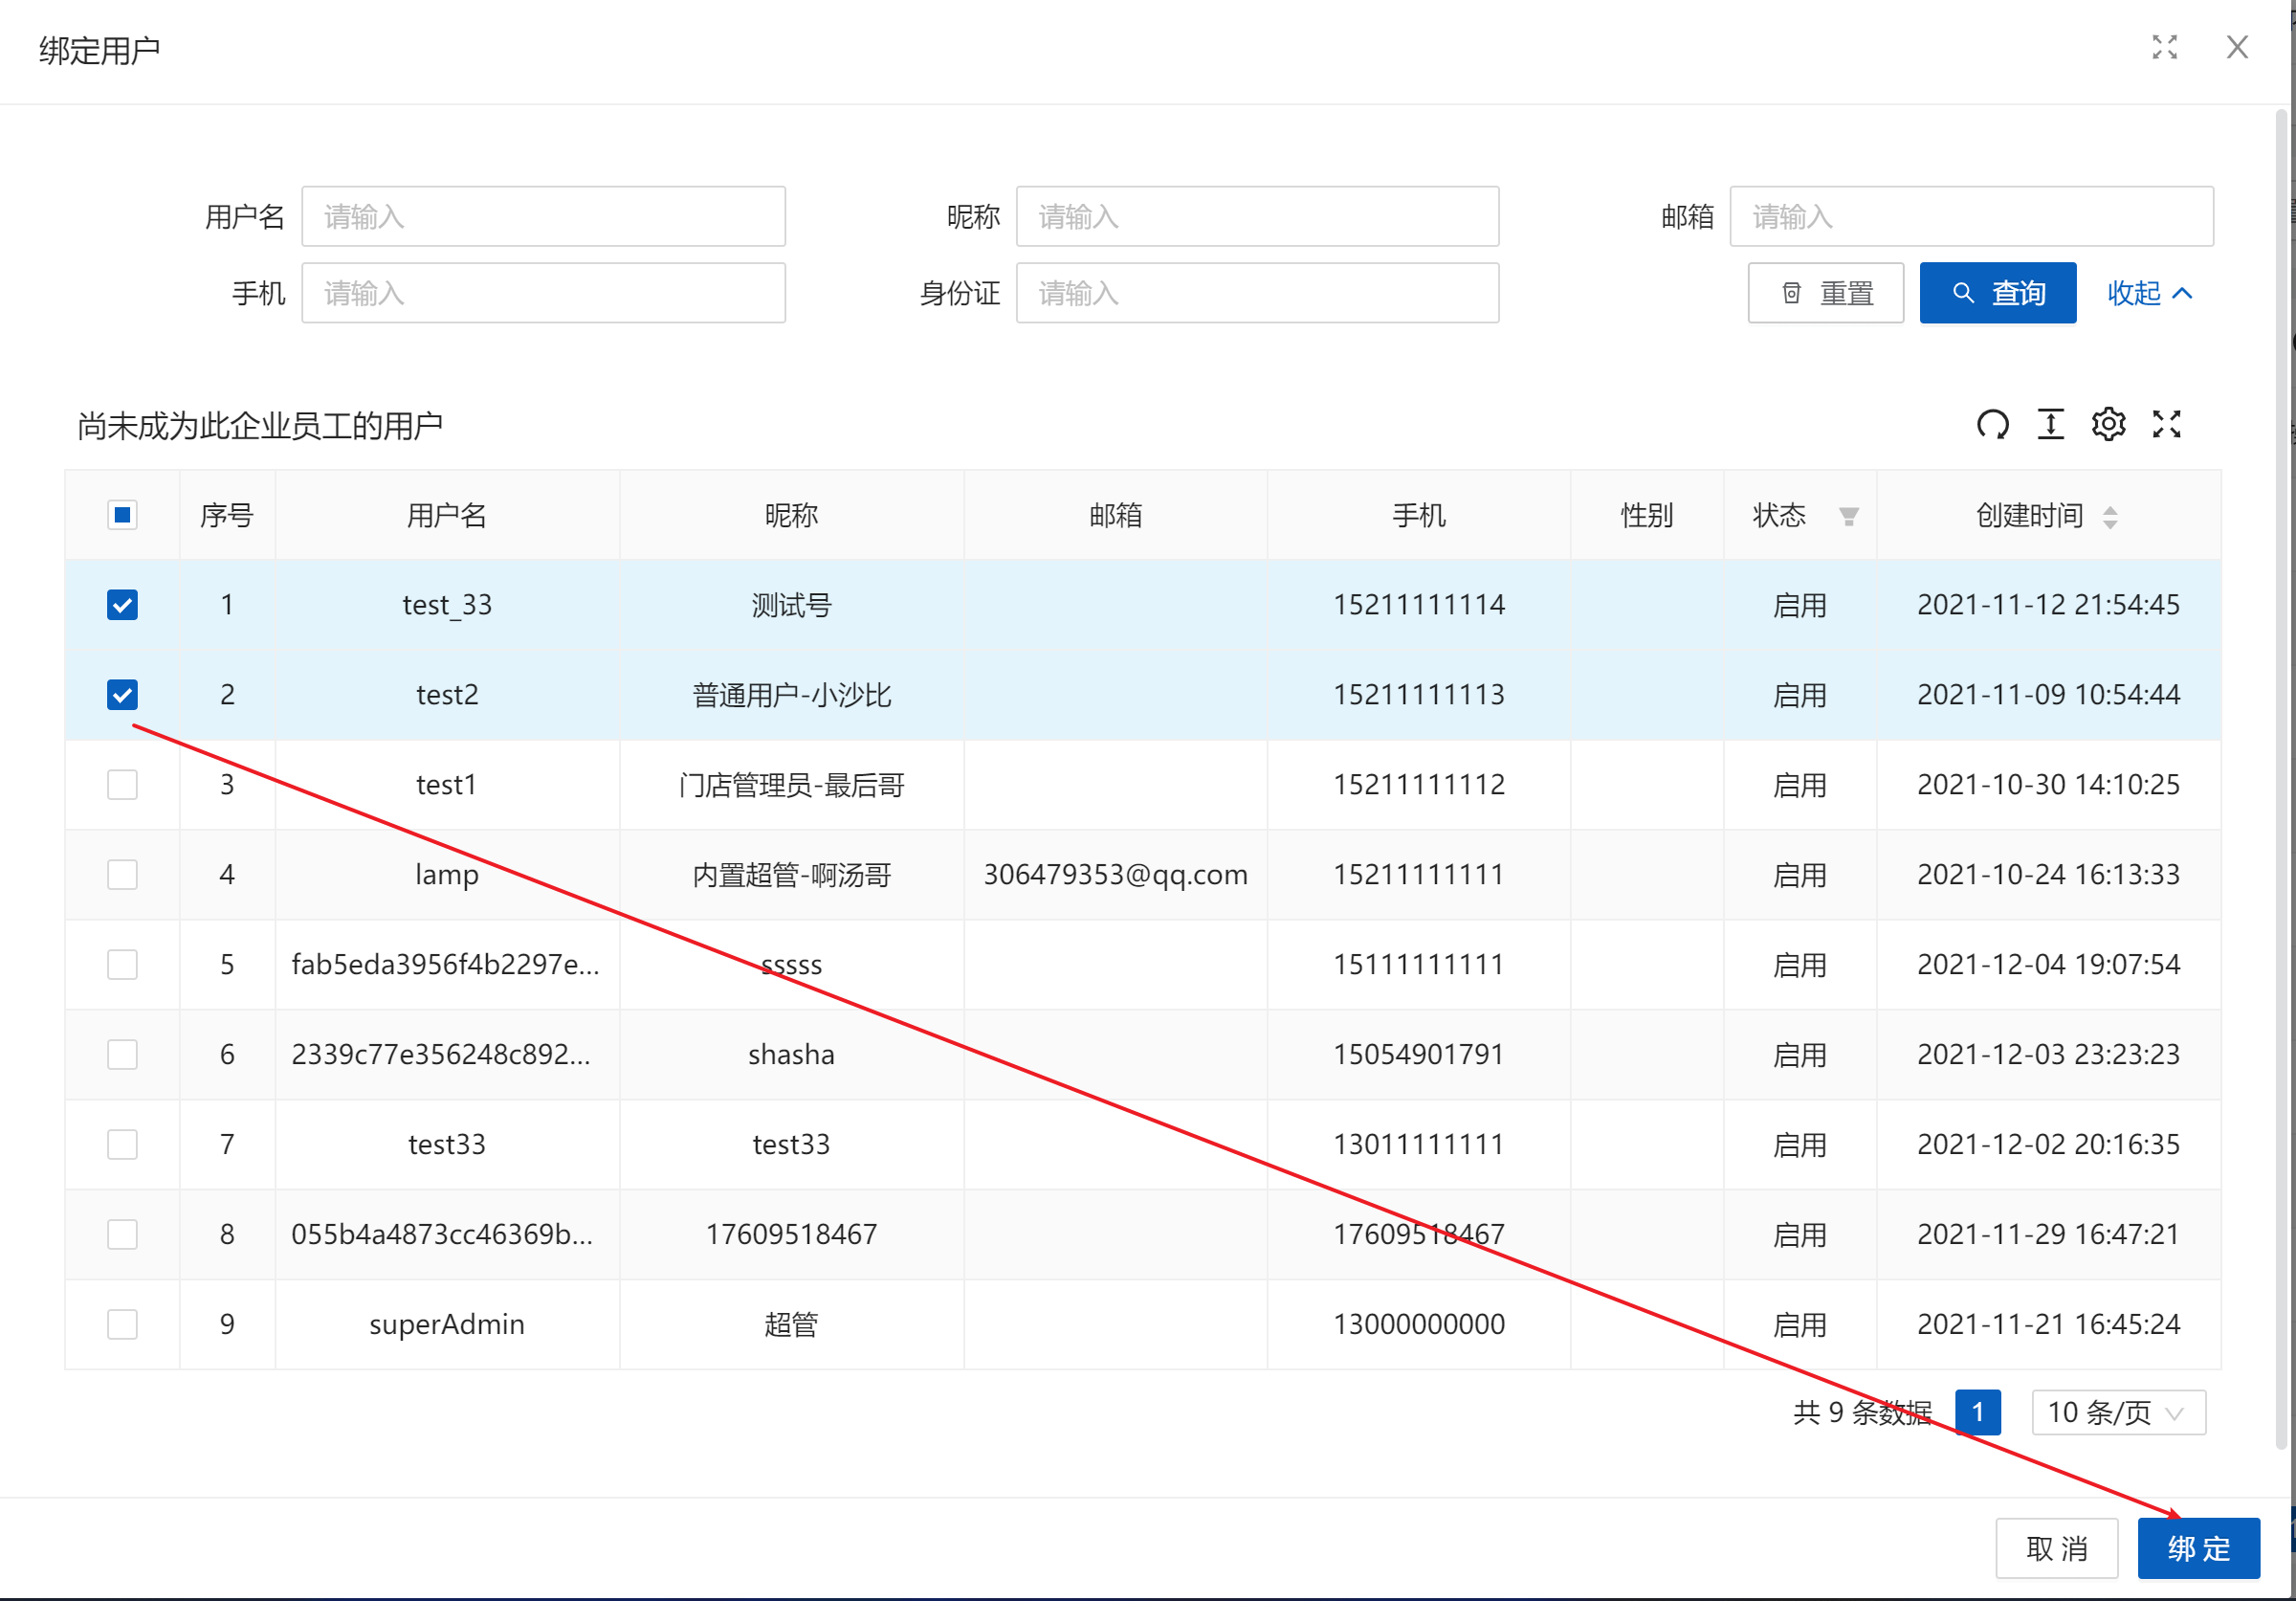 绑定用户
用户名 请输入 昵称 请输入 邮箱 请输入
手机 请输入 身份证 请输入 重置 查询 收起
尚未成为此企业员工的用户
序号 用户名 昵称 邮箱 手机 性别 状态 创建时间
1 test_33 测试号 15211111114 启用 2021-11-12 21:54:45
2 test2 普通用户-小沙比 15211111113 启用 2021-11-09 10:54:44
3 test1 门店管理员-最后哥 15211111112 启用 2021-10-30 14:10:25
4 lamp 内置超管-啊汤哥 306479353@qq.com 15211111111 启用 2021-10-24 16:13:33
5 fab5eda3956f4b2297e... sssss 15111111111 启用 2021-12-04 19:07:54
6 2339c77e356248c892... shasha 15054901791 启用 2021-12-03 23:23:23
7 test33 test33 13011111111 启用 2021-12-02 20:16:35
8 055b4a4873cc46369b... 17609518467 17609518467 启用 2021-11-29 16:47:21
9 superAdmin 超管 13000000000 启用 2021-11-21 16:45:24
共 9 条数据 1 10 条/页
取 消 绑 定